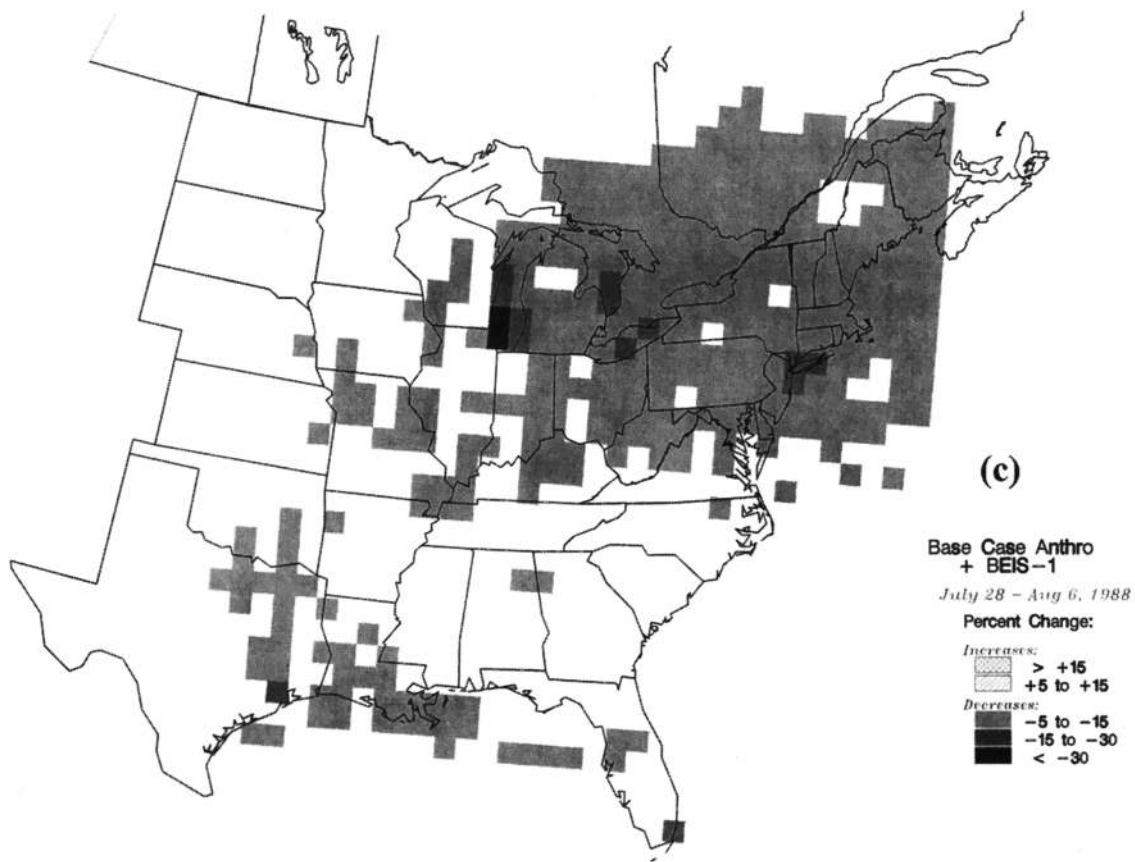 (c)
Base Case Anthro
+ BEIS-1
July 28 - Aug 6, 1988
Percent Change:
Increases:
> +15
+5 to +15
Decreases:
-5 to -15
-15 to -30
< -30